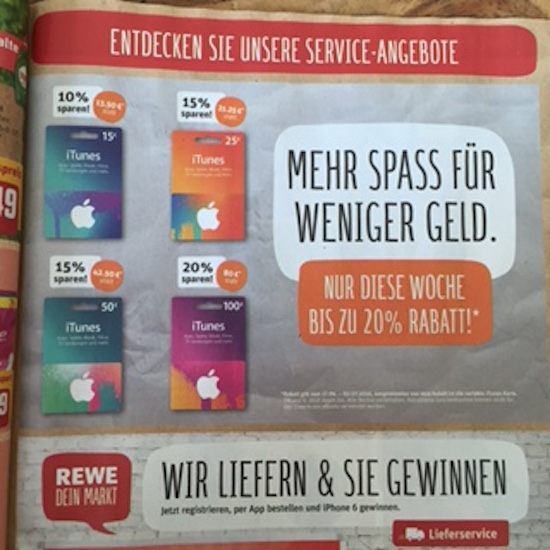 ENTDECKEN SIE UNSERE SERVICE-ANGEBOTE
10%
sparen!
13.50€
15%
sparen!
21.25€
15€
iTunes
25€
iTunes
MEHR SPASS FÜR
WENIGER GELD.
NUR DIESE WOCHE
BIS ZU 20% RABATT!*
15%
sparen!
42.50€
20%
sparen!
80€
50€
iTunes
100€
iTunes
49
9
REWE
DEIN MARKT
WIR LIEFERN & SIE GEWINNEN
Jetzt registrieren, per App bestellen und iPhone 6 gewinnen.
Lieferservice